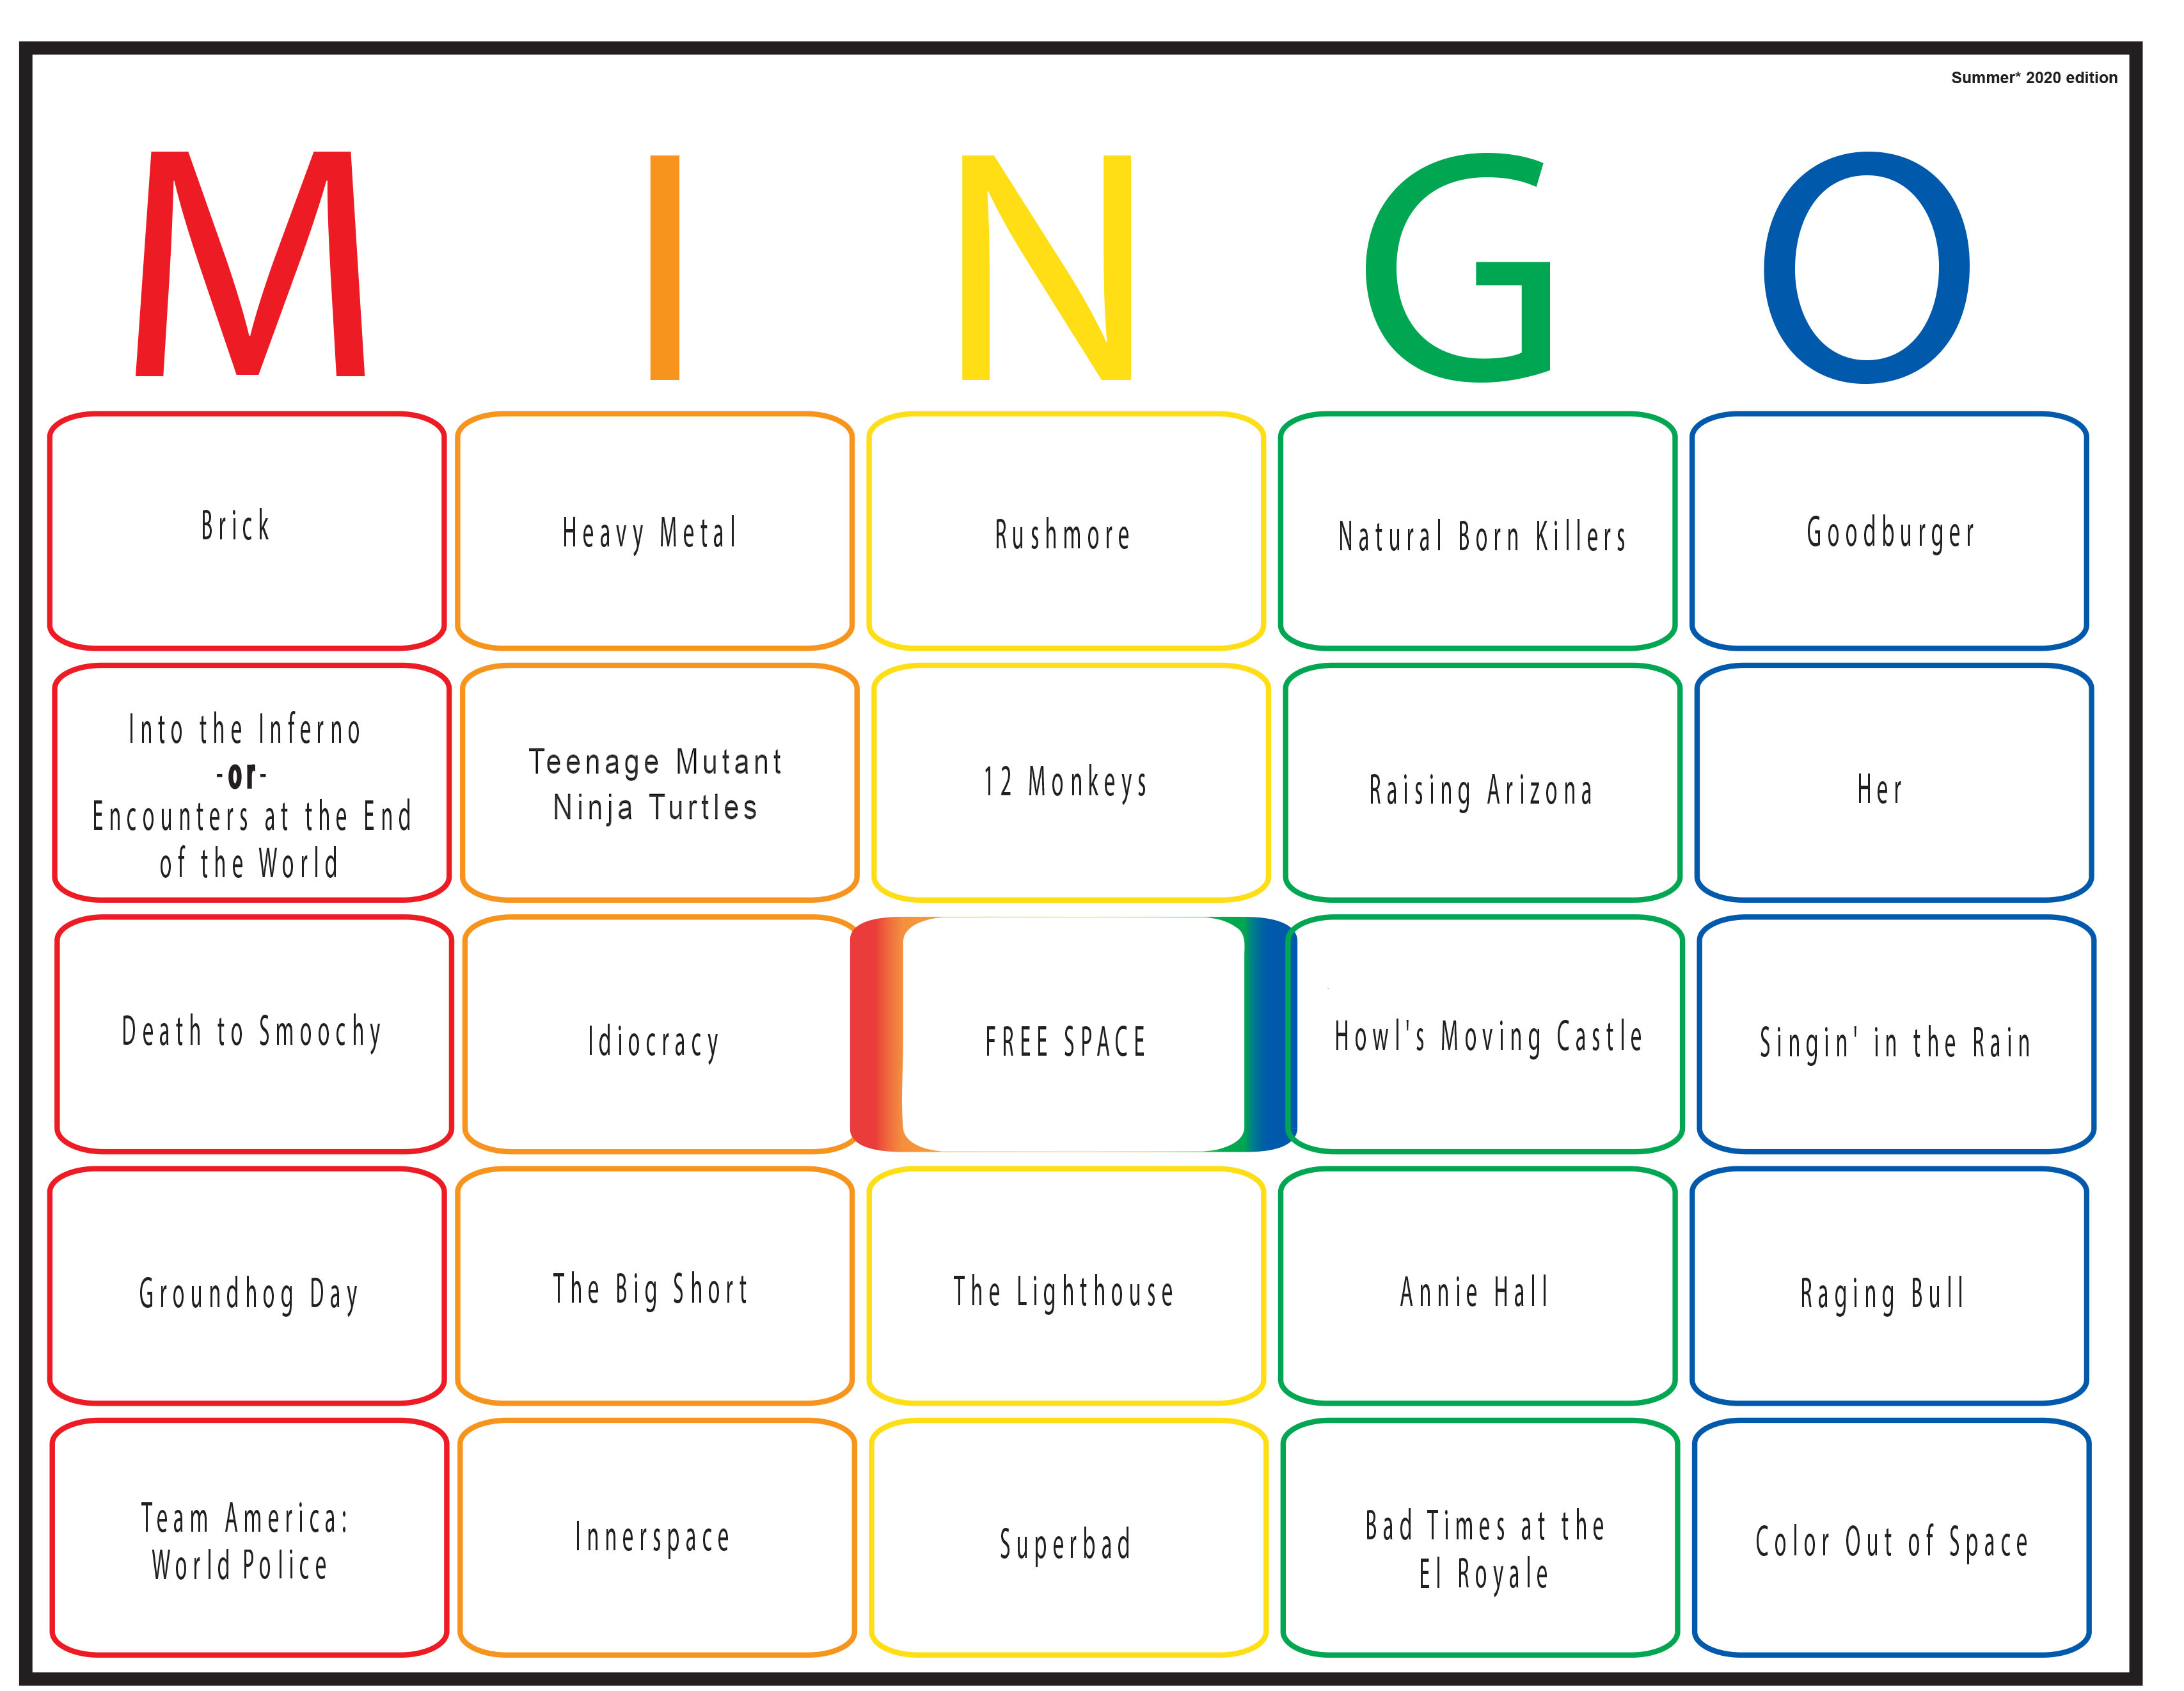 Summer* 2020 edition
M I N G O
Brick
Heavy Metal
Rushmore
Natural Born Killers
Goodburger
Into the Inferno
-or-
Encounters at the End
of the World
Teenage Mutant
Ninja Turtles
12 Monkeys
Raising Arizona
Her
Death to Smoochy
Idiocracy
FREE SPACE
Howl's Moving Castle
Singin' in the Rain
Groundhog Day
The Big Short
The Lighthouse
Annie Hall
Raging Bull
Team America:
World Police
Innerspace
Superbad
Bad Times at the
El Royale
Color Out of Space